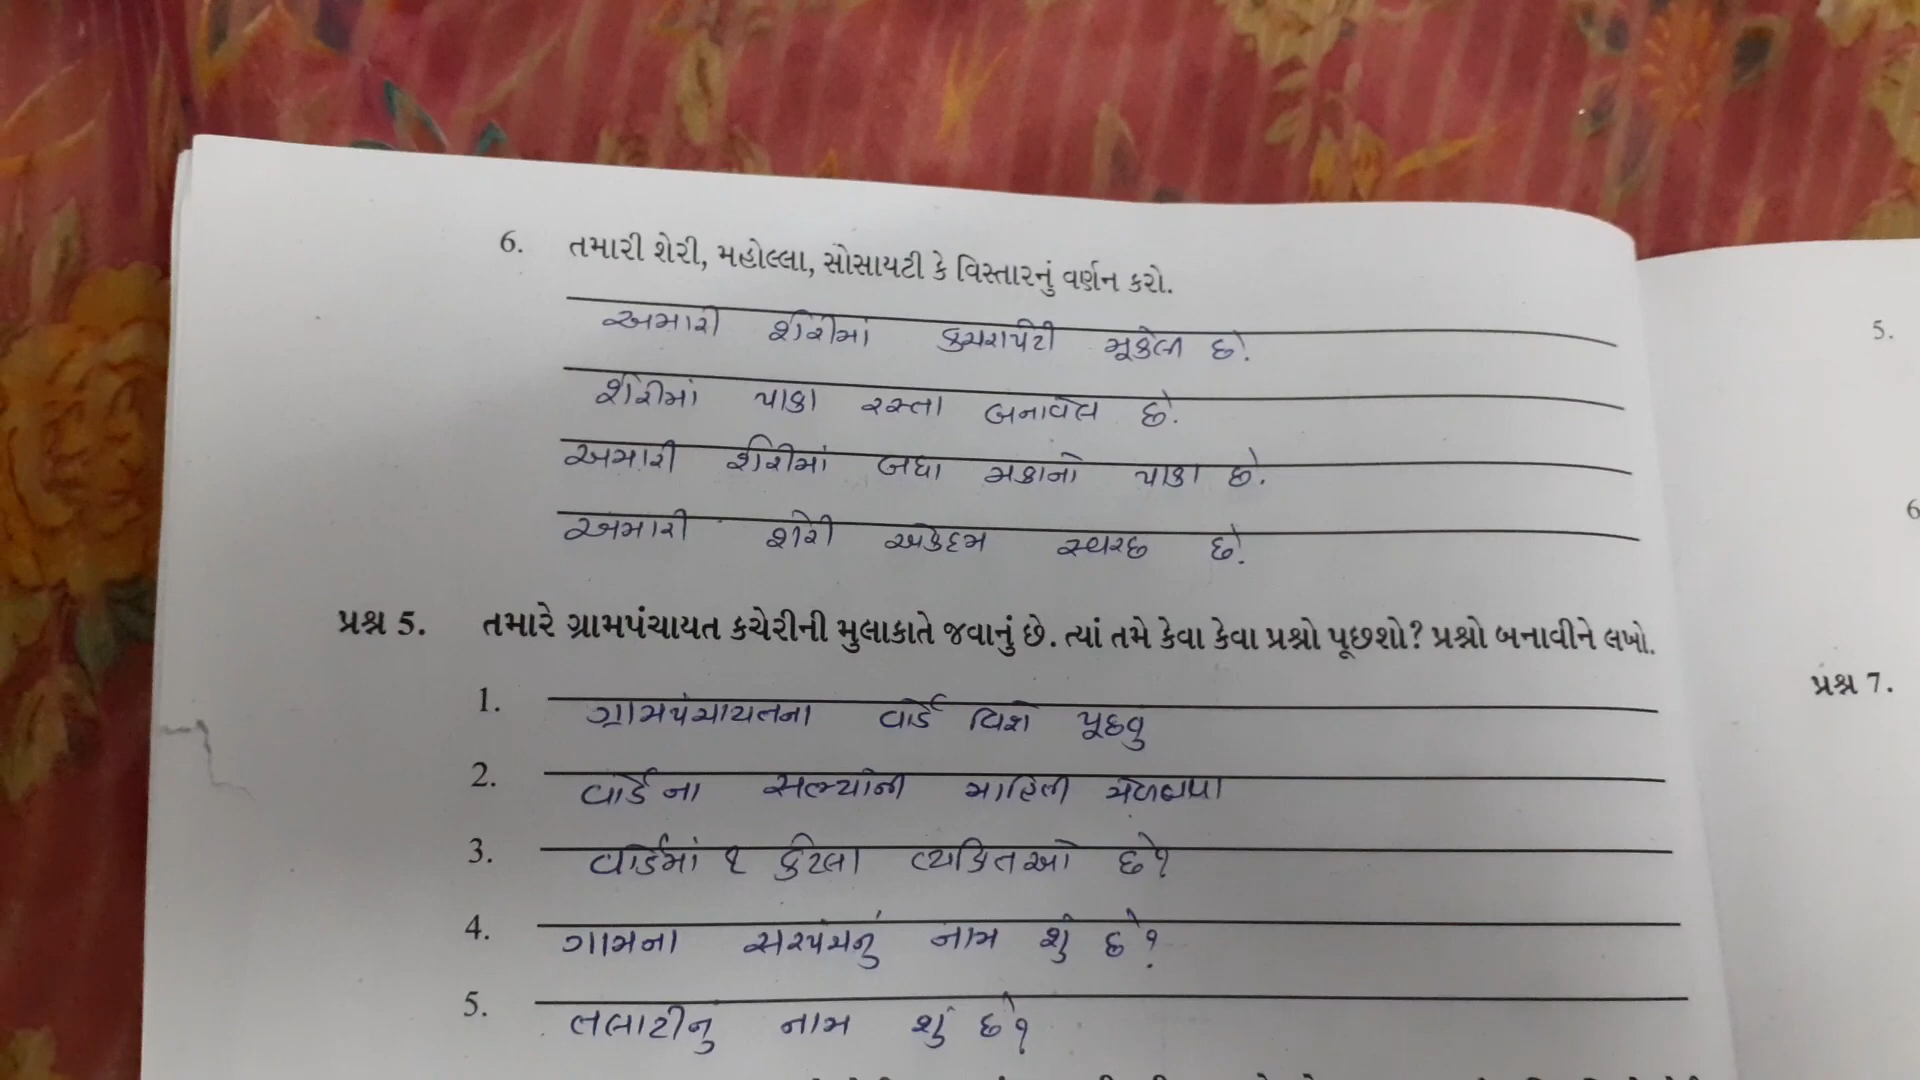 6. તમારી શેરી, મહોલ્લા, સોસાયટી કે વિસ્તારનું વર્ણન કરો.
અમારી શેરીમાં કચરાપેટી મૂકેલી છે.
શેરીમાં પાકા રસ્તા બનાવેલ છે.
અમારી શેરીમાં બધા મકાનો પાકા છે.
અમારી શેરી એકદમ સ્વચ્છ છે.
પ્રશ્ન 5. તમારે ગ્રામપંચાયત કચેરીની મુલાકાતે જવાનું છે. ત્યાં તમે કેવા કેવા પ્રશ્નો પૂછશો? પ્રશ્નો બનાવીને લખો.
1. ગ્રામપંચાયતના વોર્ડ વિશે પૂછવુ
2. વોર્ડના સભ્યોની માહિતી
3. વોર્ડમાં કેટલા વ્યકિતઓ છે?
4. ગામના સરપંચનું નામ શું છે?
5. તલાટીનું નામ શું છે?
5.
6
પ્રશ્ન 7.